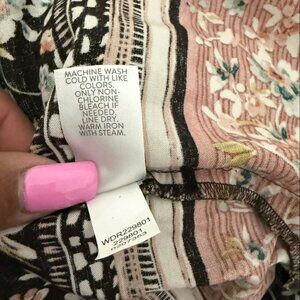 MACHINE WASH
COLD WITH LIKE
COLORS.
ONLY NON-
CHLORINE
BLEACH IF
NEEDED.
LINE DRY.
WARM IRON
WITH STEAM.
WDR229801
229801